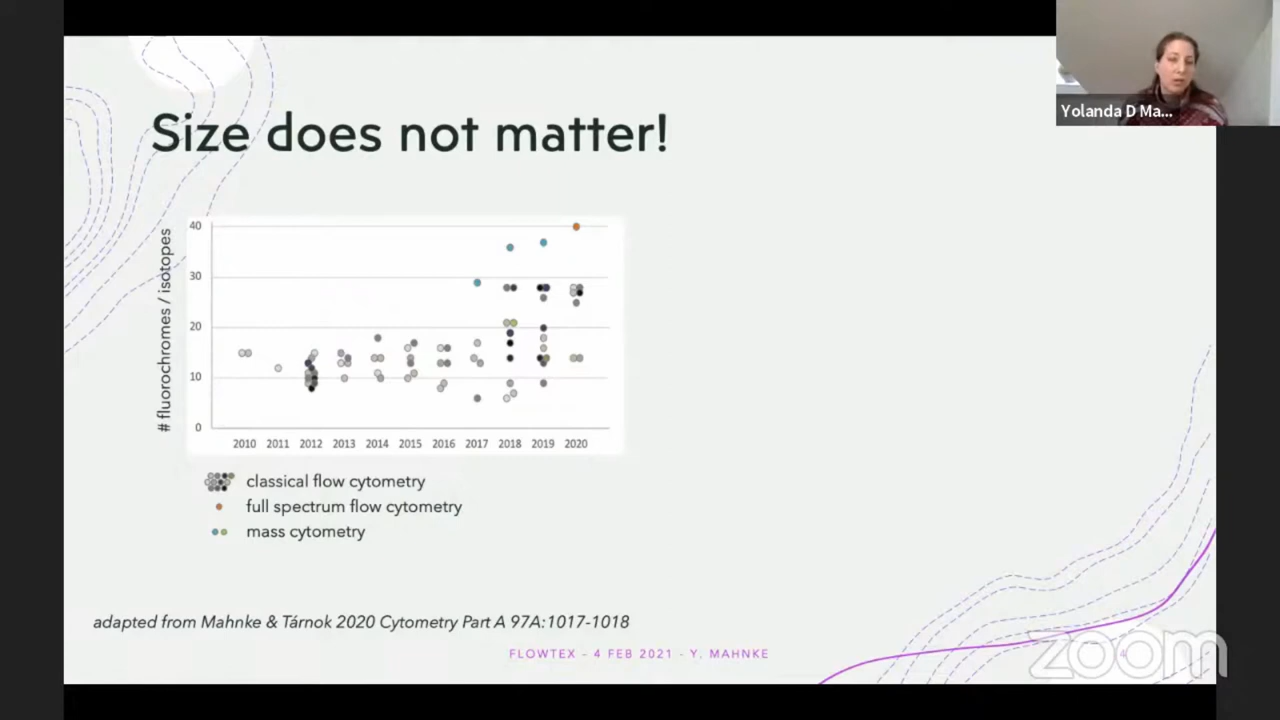 Yolanda D Ma...
Size does not matter!
# fluorochromes / isotopes
40
30
20
10
0
2010 2011 2012 2013 2014 2015 2016 2017 2018 2019 2020
classical flow cytometry
full spectrum flow cytometry
mass cytometry
adapted from Mahnke & Tárnok 2020 Cytometry Part A 97A:1017-1018
FLOWTEX - 4 FEB 2021 - Y. MAHNKE
4
zoom